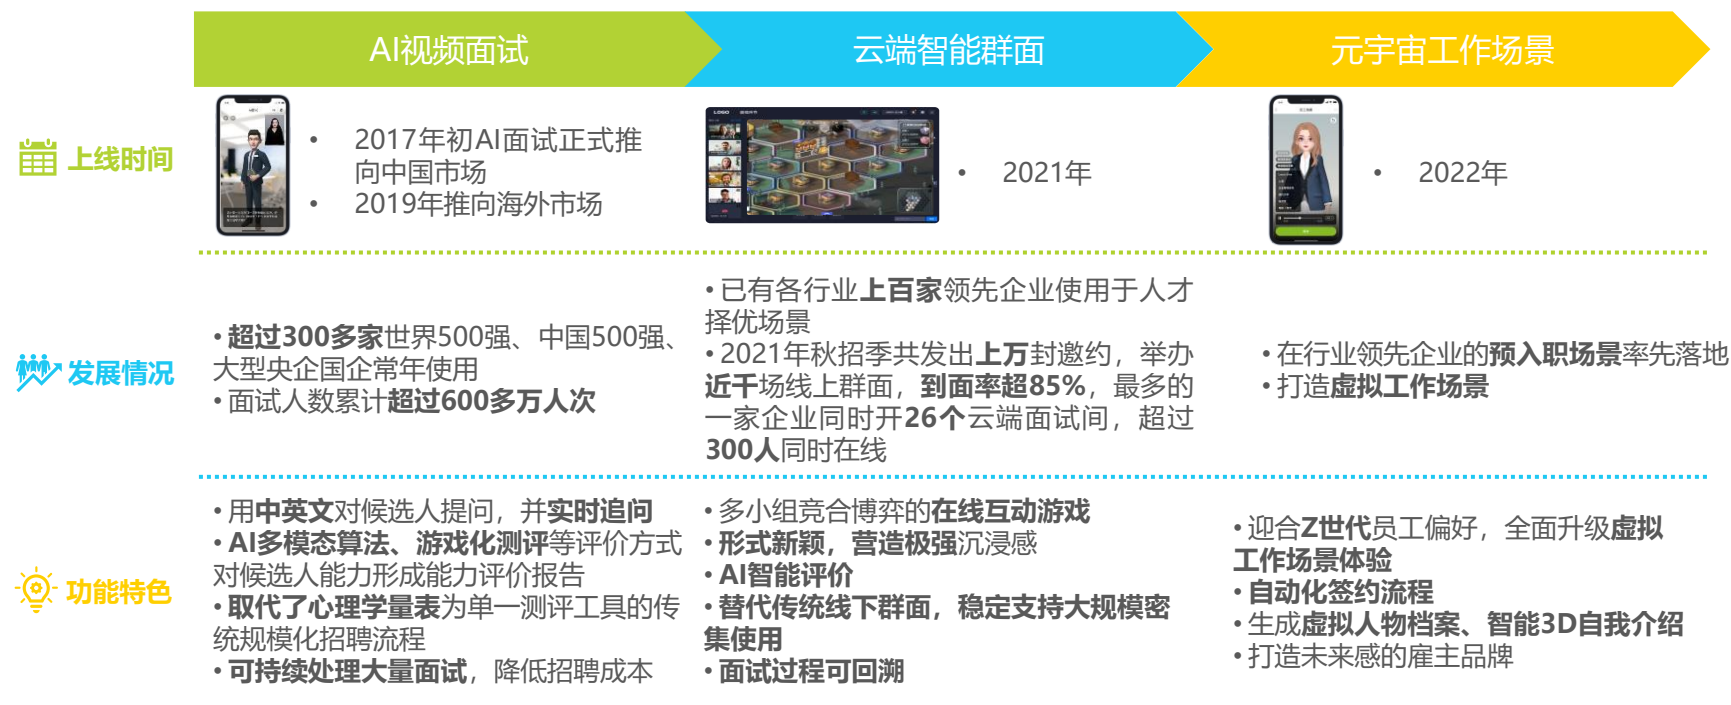 AI视频面试
云端智能群面
元宇宙工作场景
上线时间
• 2017年初AI面试正式推
向中国市场
• 2019年推向海外市场
LOGO
• 2021年
• 2022年
发展情况
• 超过300多家世界500强、中国500强、
大型央企国企常年使用
• 面试人数累计超过600多万人次
• 已有各行业上百家领先企业使用于人才
择优场景
• 2021年秋招季共发出上万封邀约，举办
近千场线上群面，到面率超85%，最多的
一家企业同时开26个云端面试间，超过
300人同时在线
• 在行业领先企业的预入职场景率先落地
• 打造虚拟工作场景
功能特色
• 用中英文对候选人提问，并实时追问
• AI多模态算法、游戏化测评等评价方式
对候选人能力形成能力评价报告
• 取代了心理学量表为单一测评工具的传
统规模化招聘流程
• 可持续处理大量面试，降低招聘成本
• 多小组竞合博弈的在线互动游戏
• 形式新颖，营造极强沉浸感
• AI智能评价
• 替代传统线下群面，稳定支持大规模密
集使用
• 面试过程可回溯
• 迎合Z世代员工偏好，全面升级虚拟
工作场景体验
• 自动化签约流程
• 生成虚拟人物档案、智能3D自我介绍
• 打造未来感的雇主品牌